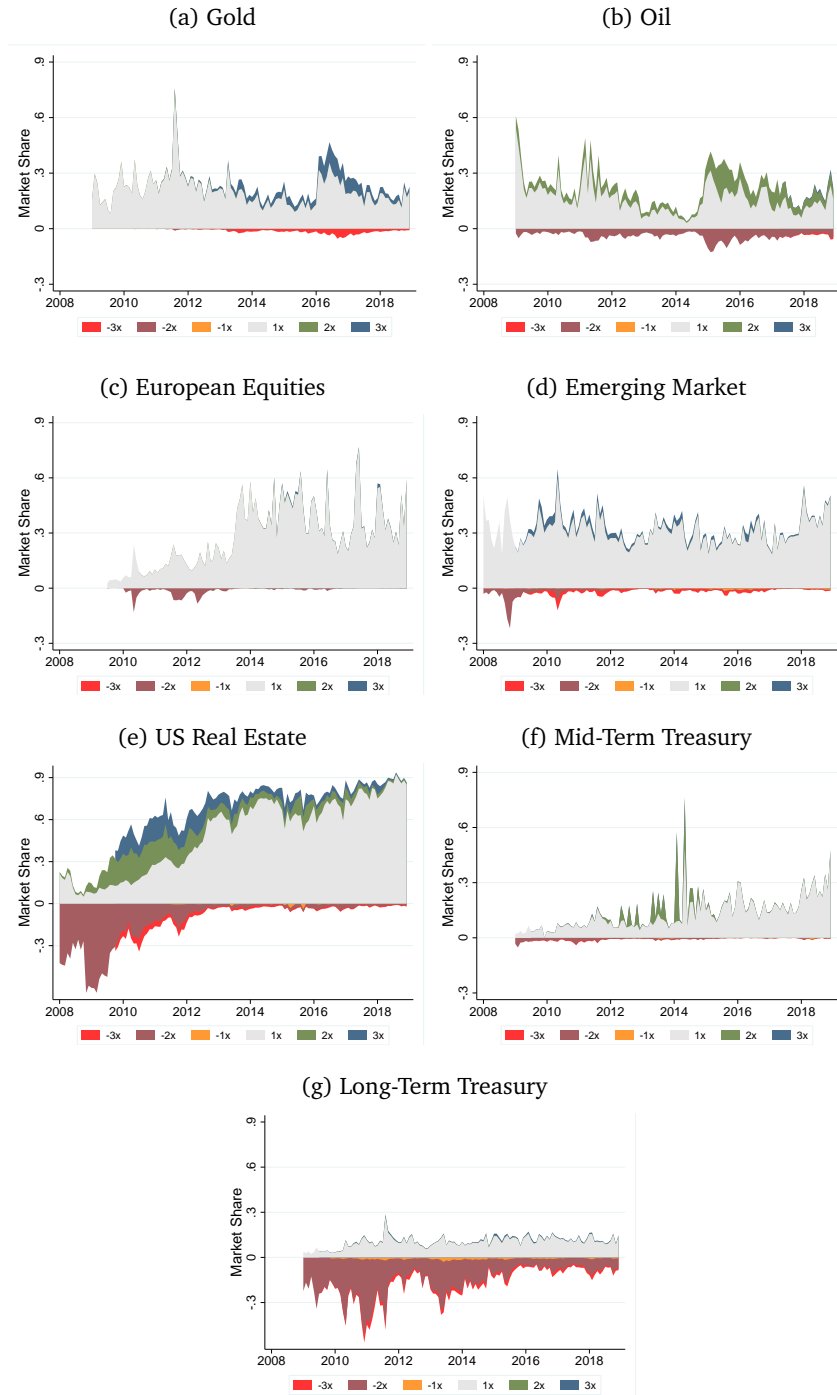 (a) Gold
(b) Oil
Market Share
.9
.6
.3
0
-.3
2008 2010 2012 2014 2016 2018
-3x -2x -1x 1x 2x 3x
Market Share
.9
.6
.3
0
-.3
2008 2010 2012 2014 2016 2018
-3x -2x -1x 1x 2x 3x
(c) European Equities
(d) Emerging Market
Market Share
.9
.6
.3
0
-.3
2008 2010 2012 2014 2016 2018
-3x -2x -1x 1x 2x 3x
Market Share
.9
.6
.3
0
-.3
2008 2010 2012 2014 2016 2018
-3x -2x -1x 1x 2x 3x
(e) US Real Estate
(f) Mid-Term Treasury
Market Share
.9
.6
.3
0
-.3
2008 2010 2012 2014 2016 2018
-3x -2x -1x 1x 2x 3x
Market Share
.9
.6
.3
0
-.3
2008 2010 2012 2014 2016 2018
-3x -2x -1x 1x 2x 3x
(g) Long-Term Treasury
Market Share
.9
.6
.3
0
-.3
2008 2010 2012 2014 2016 2018
-3x -2x -1x 1x 2x 3x